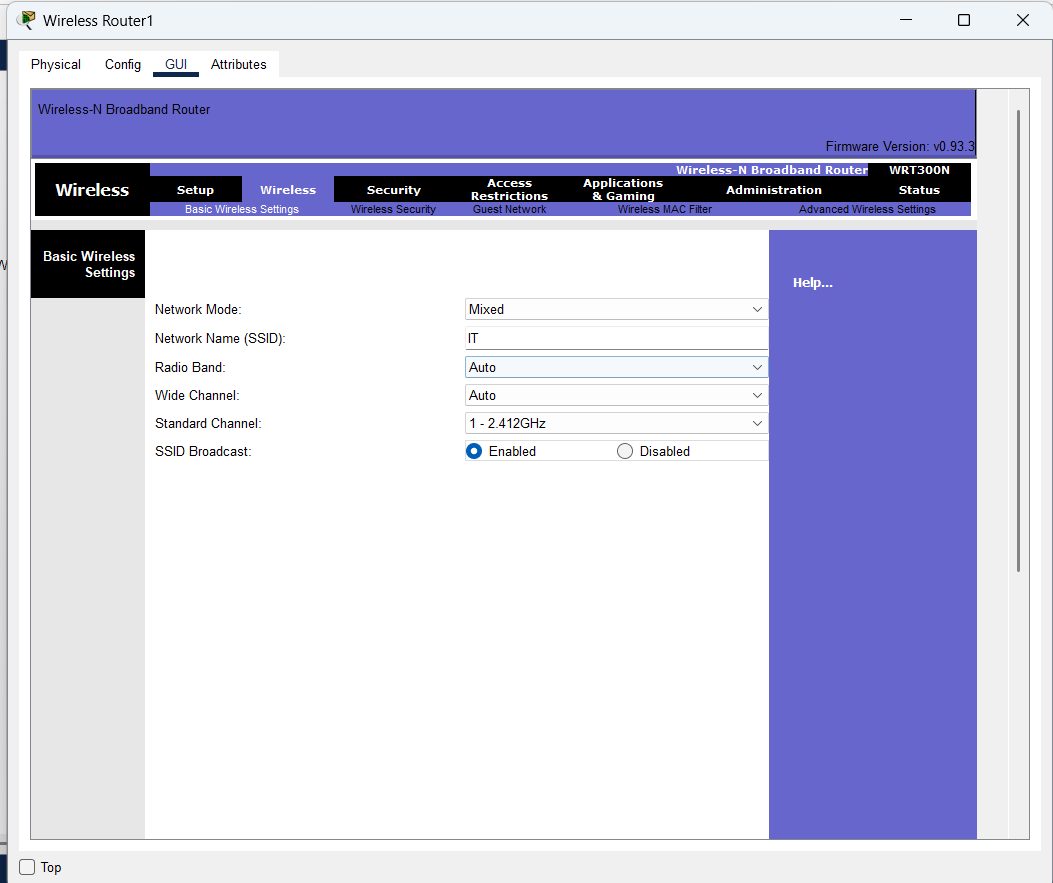 Wireless Router1
Physical Config GUI Attributes
Wireless-N Broadband Router
Firmware Version: v0.93.3
Wireless-N Broadband Router WRT300N
Wireless
Setup Wireless Security Access Restrictions Applications & Gaming Administration Status
Basic Wireless Settings Wireless Security Guest Network Wireless MAC Filter Advanced Wireless Settings
Basic Wireless
Settings
Help...
Network Mode: Mixed
Network Name (SSID): IT
Radio Band: Auto
Wide Channel: Auto
Standard Channel: 1 - 2.412GHz
SSID Broadcast: Enabled Disabled
Top